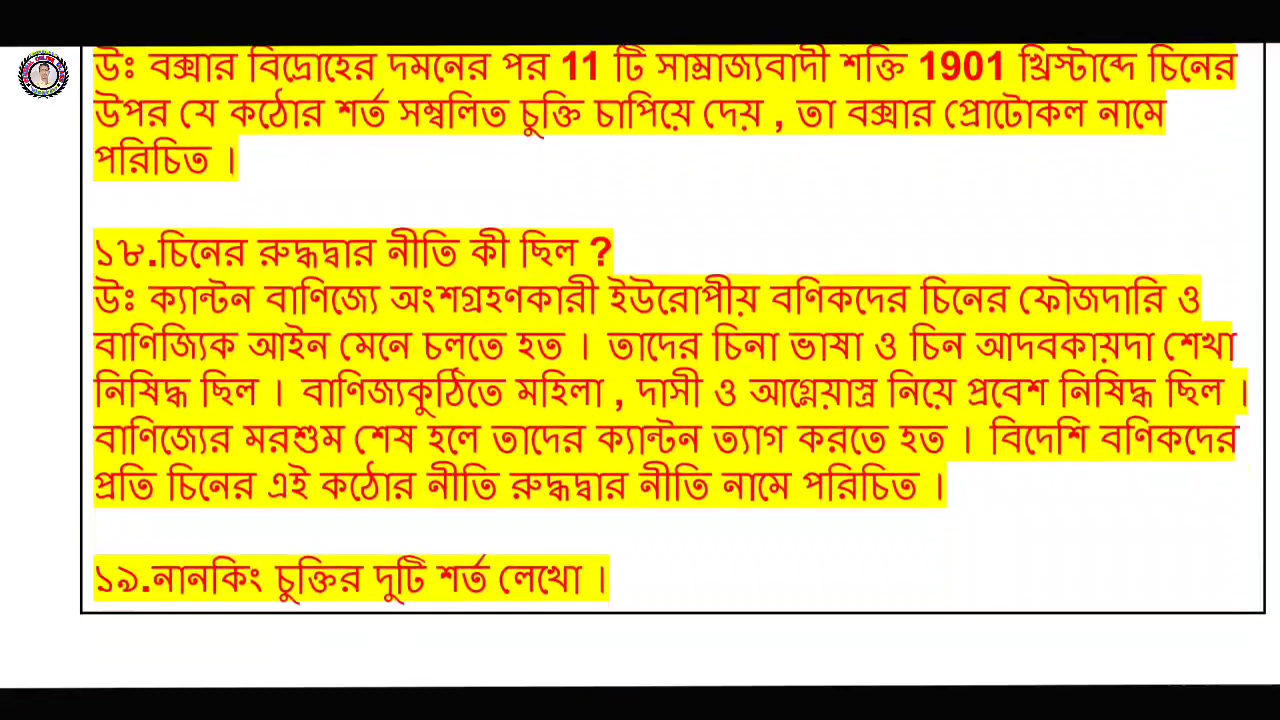 উঃ বক্সার বিদ্রোহের দমনের পর 11 টি সাম্রাজ্যবাদী শক্তি 1901 খ্রিস্টাব্দে চিনের
উপর যে কঠোর শর্ত সম্বলিত চুক্তি চাপিয়ে দেয় , তা বক্সার প্রোটোকল নামে
পরিচিত ।
১৮.চিনের রুদ্ধদ্বার নীতি কী ছিল ?
উঃ ক্যান্টন বাণিজ্যে অংশগ্রহণকারী ইউরোপীয় বণিকদের চিনের ফৌজদারি ও
বাণিজ্যিক আইন মেনে চলতে হত । তাদের চিনা ভাষা ও চিন আদবকায়দা শেখা
নিষিদ্ধ ছিল । বাণিজ্যকুঠিতে মহিলা , দাসী ও আগ্নেয়াস্ত্র নিয়ে প্রবেশ নিষিদ্ধ ছিল ।
বাণিজ্যের মরশুম শেষ হলে তাদের ক্যান্টন ত্যাগ করতে হত । বিদেশি বণিকদের
প্রতি চিনের এই কঠোর নীতি রুদ্ধদ্বার নীতি নামে পরিচিত ।
১৯.নানকিং চুক্তির দুটি শর্ত লেখো ।